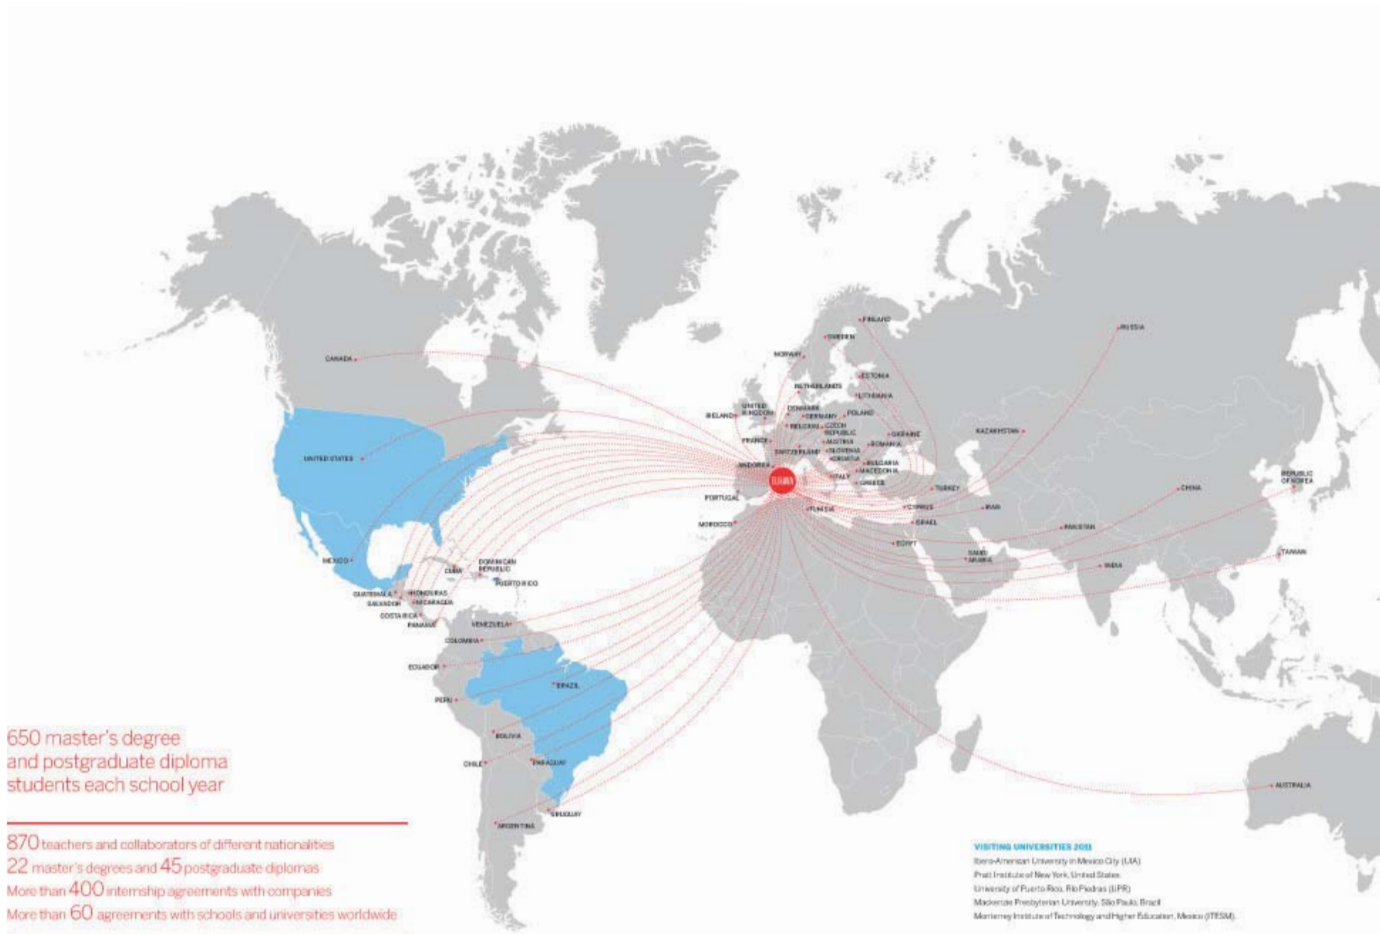 FINLAND
RUSSIA
SWEDEN
NORWAY
CANADA
ESTONIA
NETHERLANDS
LITHUANIA
UNITED
KINGDOM
DENMARK
IRELAND
GERMANY
POLAND
BELGIUM
CZECH
REPUBLIC
KAZAKHSTAN
UKRAINE
FRANCE
AUSTRIA
ROMANIA
SWITZERLAND
SLOVENIA
UNITED STATES
CROATIA
ANDORRA
BULGARIA
MACEDONIA
REPUBLIC
OF KOREA
ITALY
GREECE
TURKEY
CHINA
PORTUGAL
TUNISIA
CYPRUS
IRAN
MOROCCO
ISRAEL
PAKISTAN
EGYPT
TAIWAN
MEXICO
SAUDI
ARABIA
INDIA
CUBA
DOMINICAN
REPUBLIC
PUERTO RICO
GUATEMALA
HONDURAS
SALVADOR
NICARAGUA
COSTA RICA
PANAMA
VENEZUELA
COLOMBIA
ECUADOR
BRAZIL
PERU
BOLIVIA
CHILE
PARAGUAY
AUSTRALIA
URUGUAY
ARGENTINA
650 master's degree
and postgraduate diploma
students each school year
870 teachers and collaborators of different nationalities
22 master's degrees and 45 postgraduate diplomas
More than 400 internship agreements with companies
More than 60 agreements with schools and universities worldwide
VISITING UNIVERSITIES 2011
Ibero-American University in Mexico City (UIA)
Pratt Institute of New York, United States
University of Puerto Rico, Río Piedras (UPR)
Mackenzie Presbyterian University, São Paulo, Brazil
Monterrey Institute of Technology and Higher Education, Mexico (ITESM).